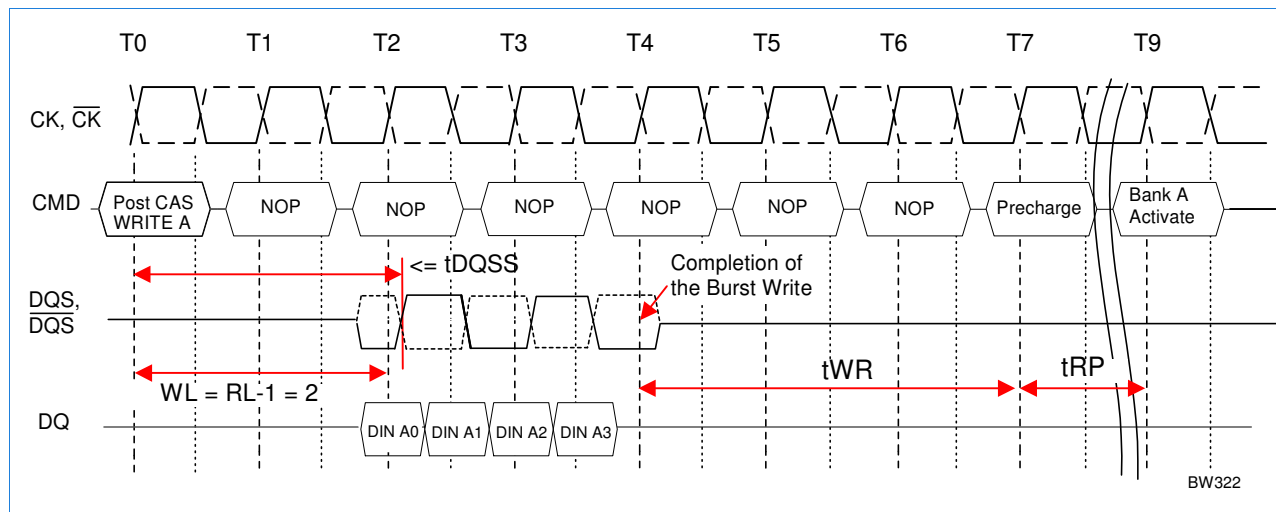 T0 T1 T2 T3 T4 T5 T6 T7 T9
CK, CK
CMD
Post CAS
WRITE A
NOP NOP NOP NOP NOP NOP Precharge
Bank A
Activate
<= tDQSS
Completion of
the Burst Write
DQS,
DQS
WL = RL-1 = 2
tWR
tRP
DQ
DIN A0 DIN A1 DIN A2 DIN A3
BW322